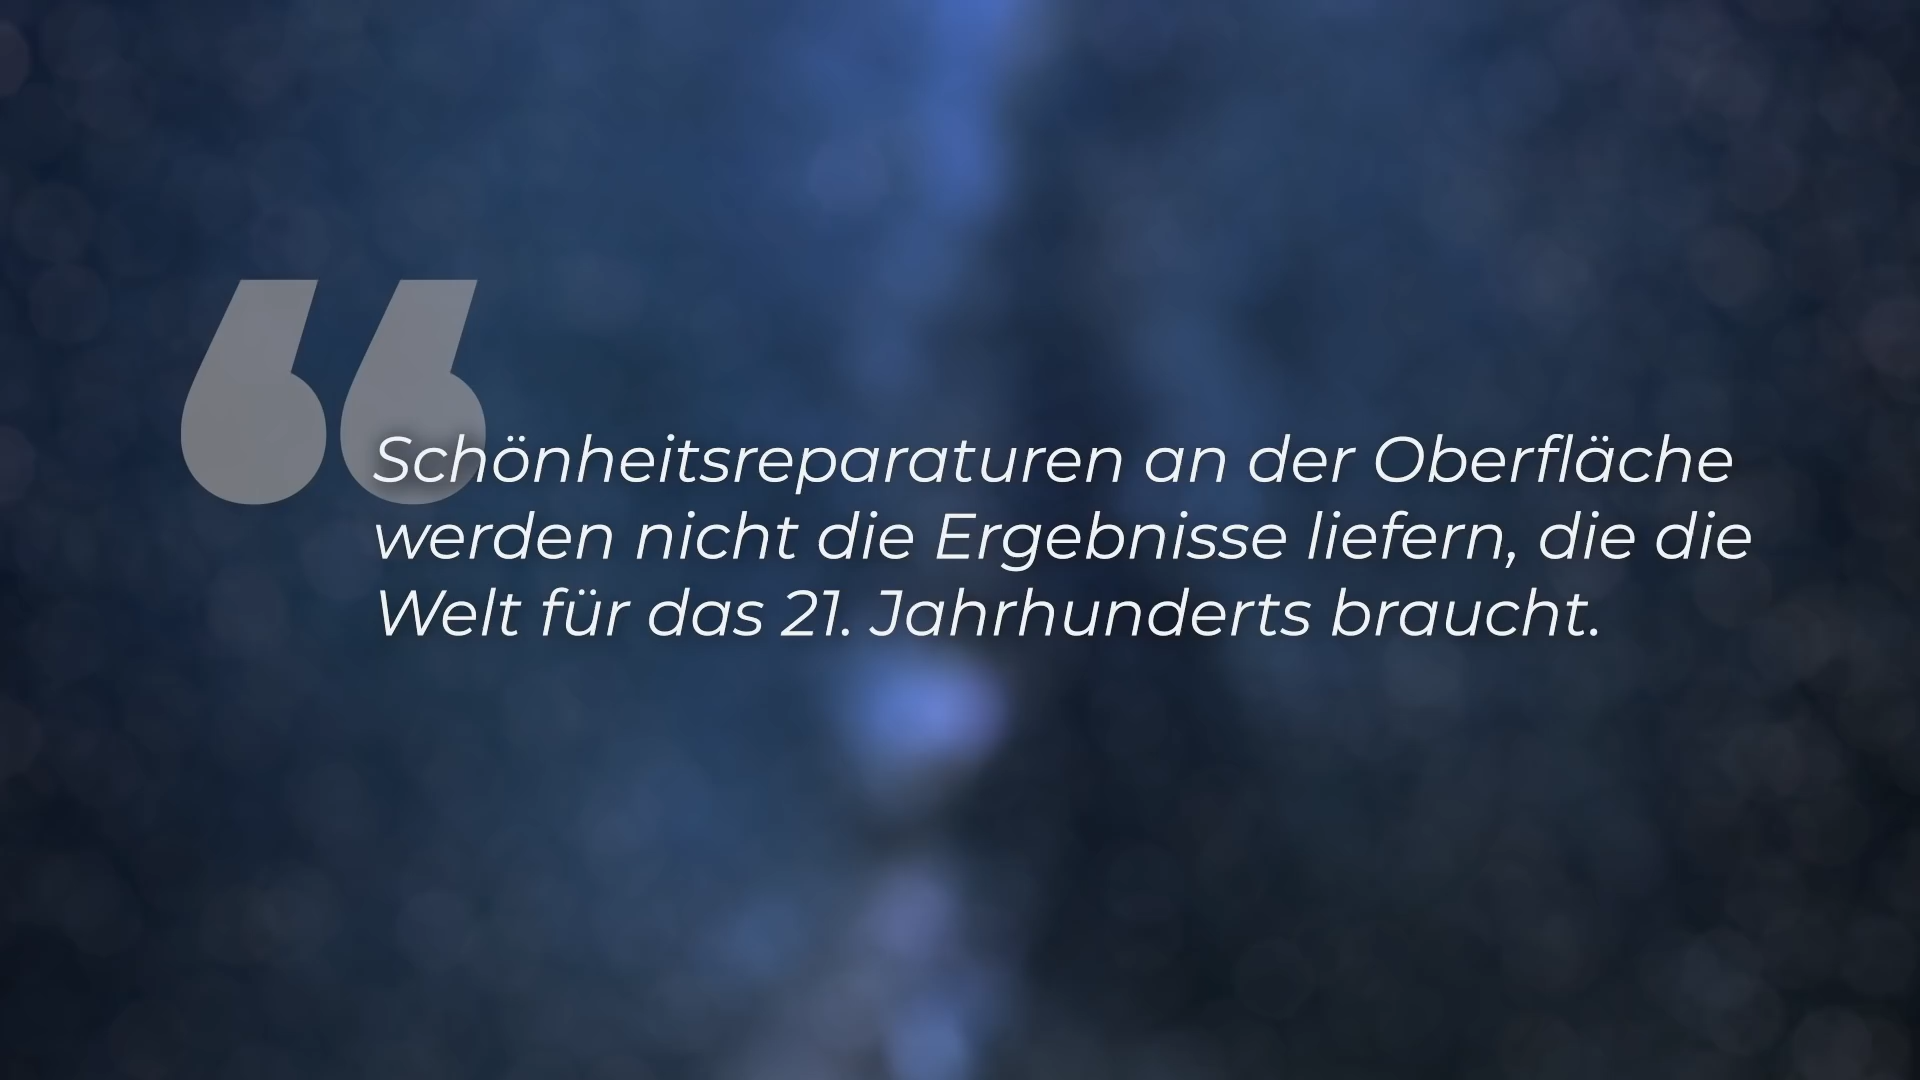 “
Schönheitsreparaturen an der Oberfläche
werden nicht die Ergebnisse liefern, die die
Welt für das 21. Jahrhunderts braucht.